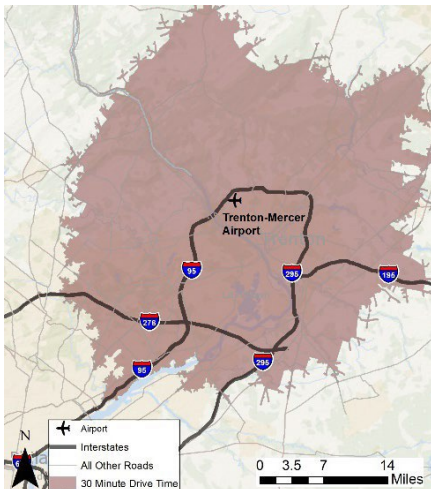 Trenton-Mercer
Airport
95
295
195
276
95
295
N
Airport
Interstates
All Other Roads
30 Minute Drive Time
0 3.5 7 14
Miles